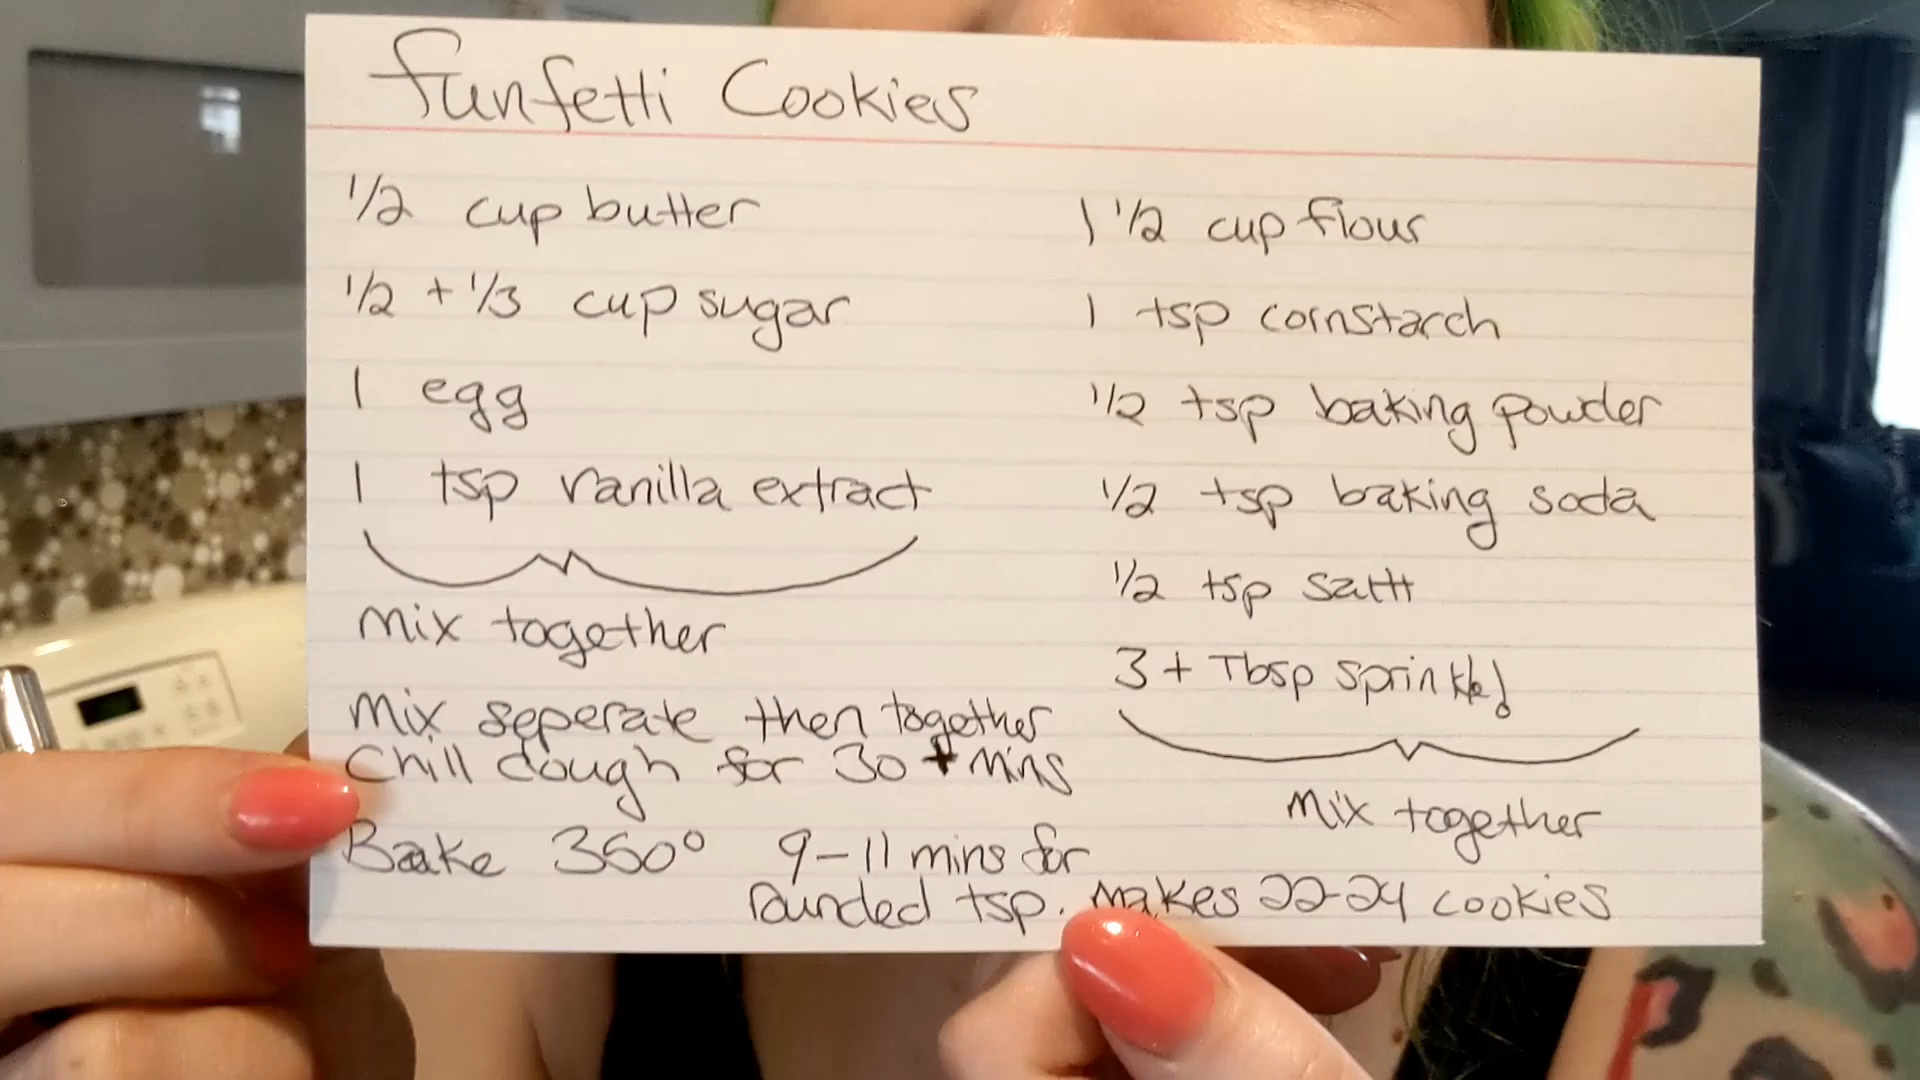 funfetti Cookies
1/2 cup butter
1/2 + 1/3 cup sugar
1 egg
1 tsp vanilla extract
mix together
1 1/2 cup flour
1 tsp cornstarch
1/2 tsp baking powder
1/2 tsp baking soda
1/2 tsp salt
3+ Tbsp sprinkle!
mix together
mix seperate then together
Chill dough for 30+ mins
Bake 350° 9-11 mins for
rounded tsp. makes 22-24 cookies